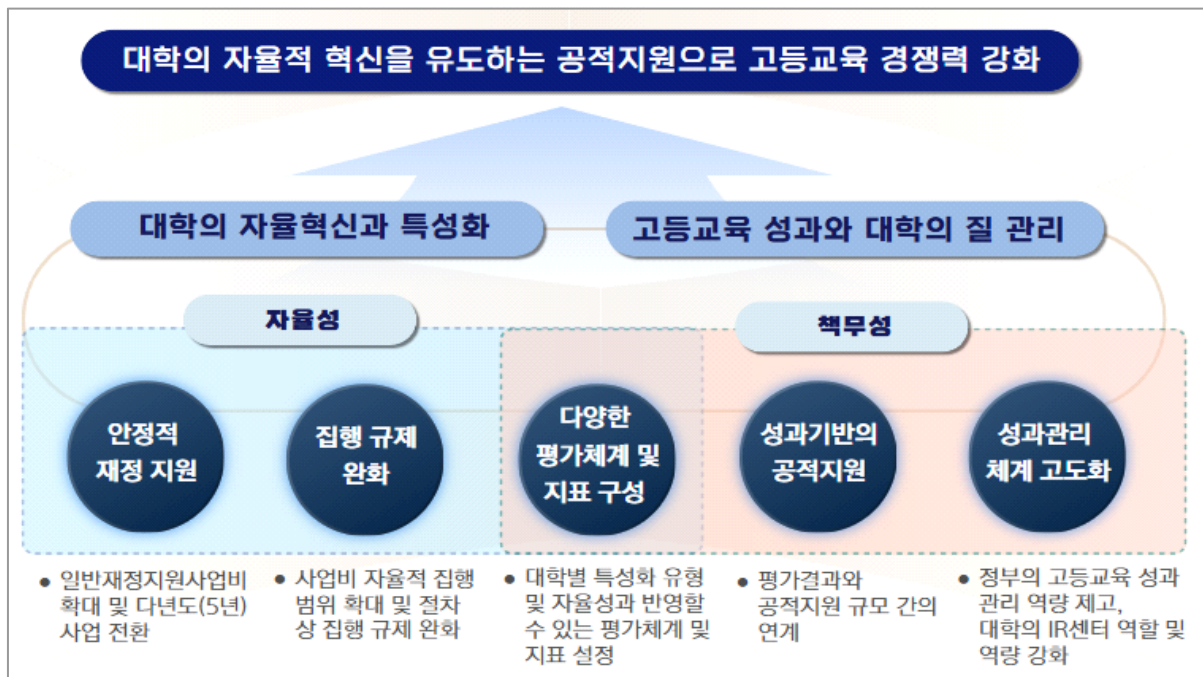 대학의 자율적 혁신을 유도하는 공적지원으로 고등교육 경쟁력 강화
대학의 자율혁신과 특성화
고등교육 성과와 대학의 질 관리
자율성
책무성
안정적
재정 지원
집행 규제
완화
다양한
평가체계 및
지표 구성
성과기반의
공적지원
성과관리
체계 고도화
• 일반재정지원사업비
확대 및 다년도(5년)
사업 전환
• 사업비 자율적 집행
범위 확대 및 절차
상 집행 규제 완화
• 대학별 특성화 유형
및 자율성과 반영할
수 있는 평가체계 및
지표 설정
• 평가결과와
공적지원 규모 간의
연계
• 정부의 고등교육 성과
관리 역량 제고,
대학의 IR센터 역할 및
역량 강화